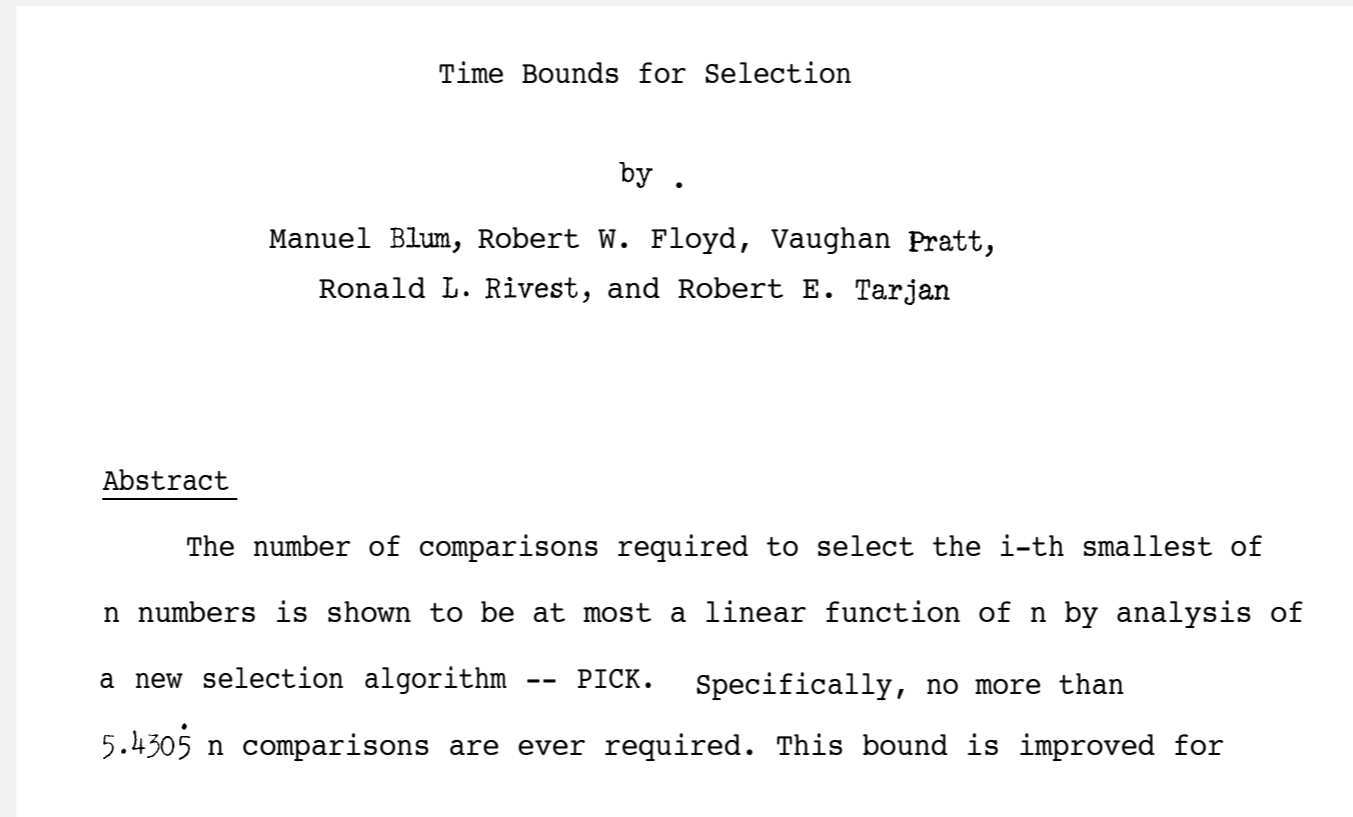 Time Bounds for Selection
by .
Manuel Blum, Robert W. Floyd, Vaughan Pratt,
Ronald L. Rivest, and Robert E. Tarjan
Abstract
The number of comparisons required to select the i-th smallest of
n numbers is shown to be at most a linear function of n by analysis of
a new selection algorithm -- PICK. Specifically, no more than
5.4305 n comparisons are ever required. This bound is improved for